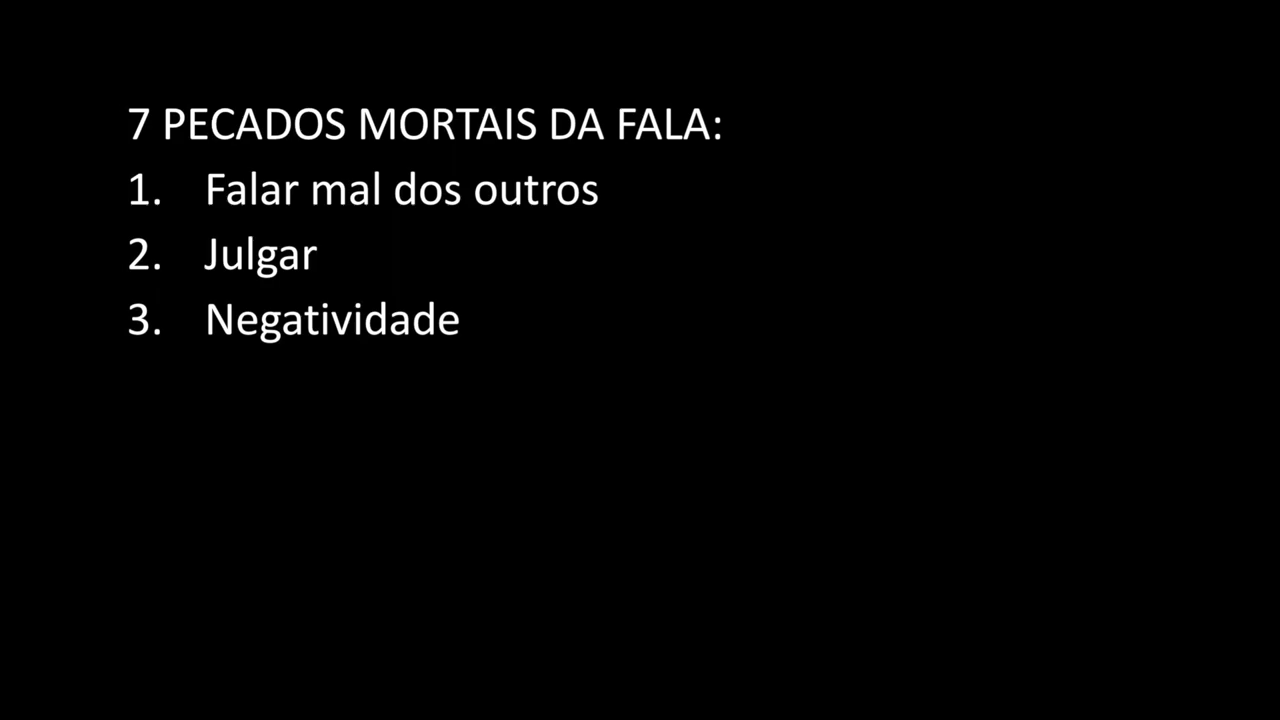 7 PECADOS MORTAIS DA FALA:
1. Falar mal dos outros
2. Julgar
3. Negatividade